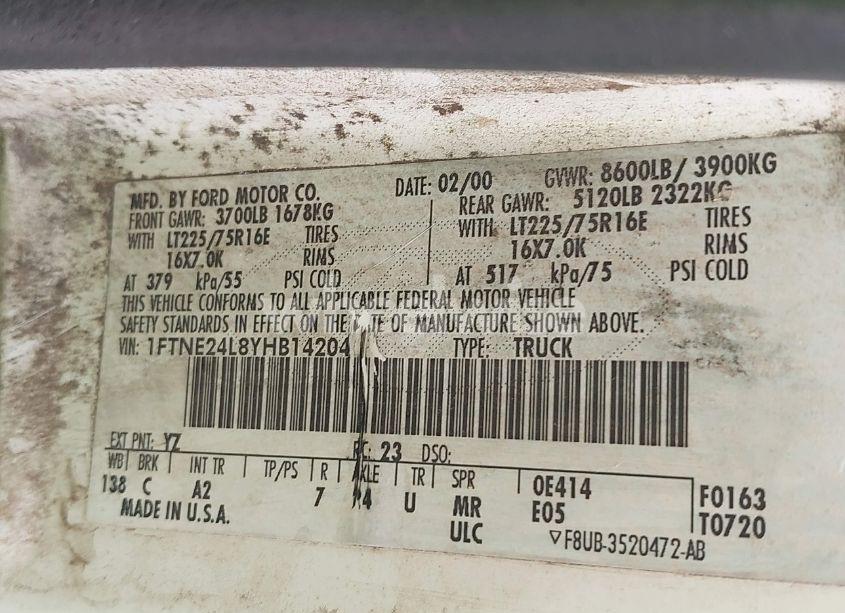 MFD. BY FORD MOTOR CO. DATE: 02/00 GVWR: 8600LB/ 3900KG
FRONT GAWR: 3700LB 1678KG REAR GAWR: 5120LB 2322KG
WITH LT225/75R16E TIRES WITH LT225/75R16E TIRES
16X7.0K RIMS 16X7.0K RIMS
AT 379 kPa/55 PSI COLD AT 517 kPa/75 PSI COLD
THIS VEHICLE CONFORMS TO ALL APPLICABLE FEDERAL MOTOR VEHICLE
SAFETY STANDARDS IN EFFECT ON THE DATE OF MANUFACTURE SHOWN ABOVE.
VIN: 1FTNE24L8YHB14204 TYPE: TRUCK
EXT PNT: YZ RC: 23 DSO:
WB BRK INT TR TP/PS R AXLE TR SPR
138 C A2 7 U MR 0E414 F0163
MADE IN U.S.A. ULC E05 T0720
▽F8UB-3520472-AB